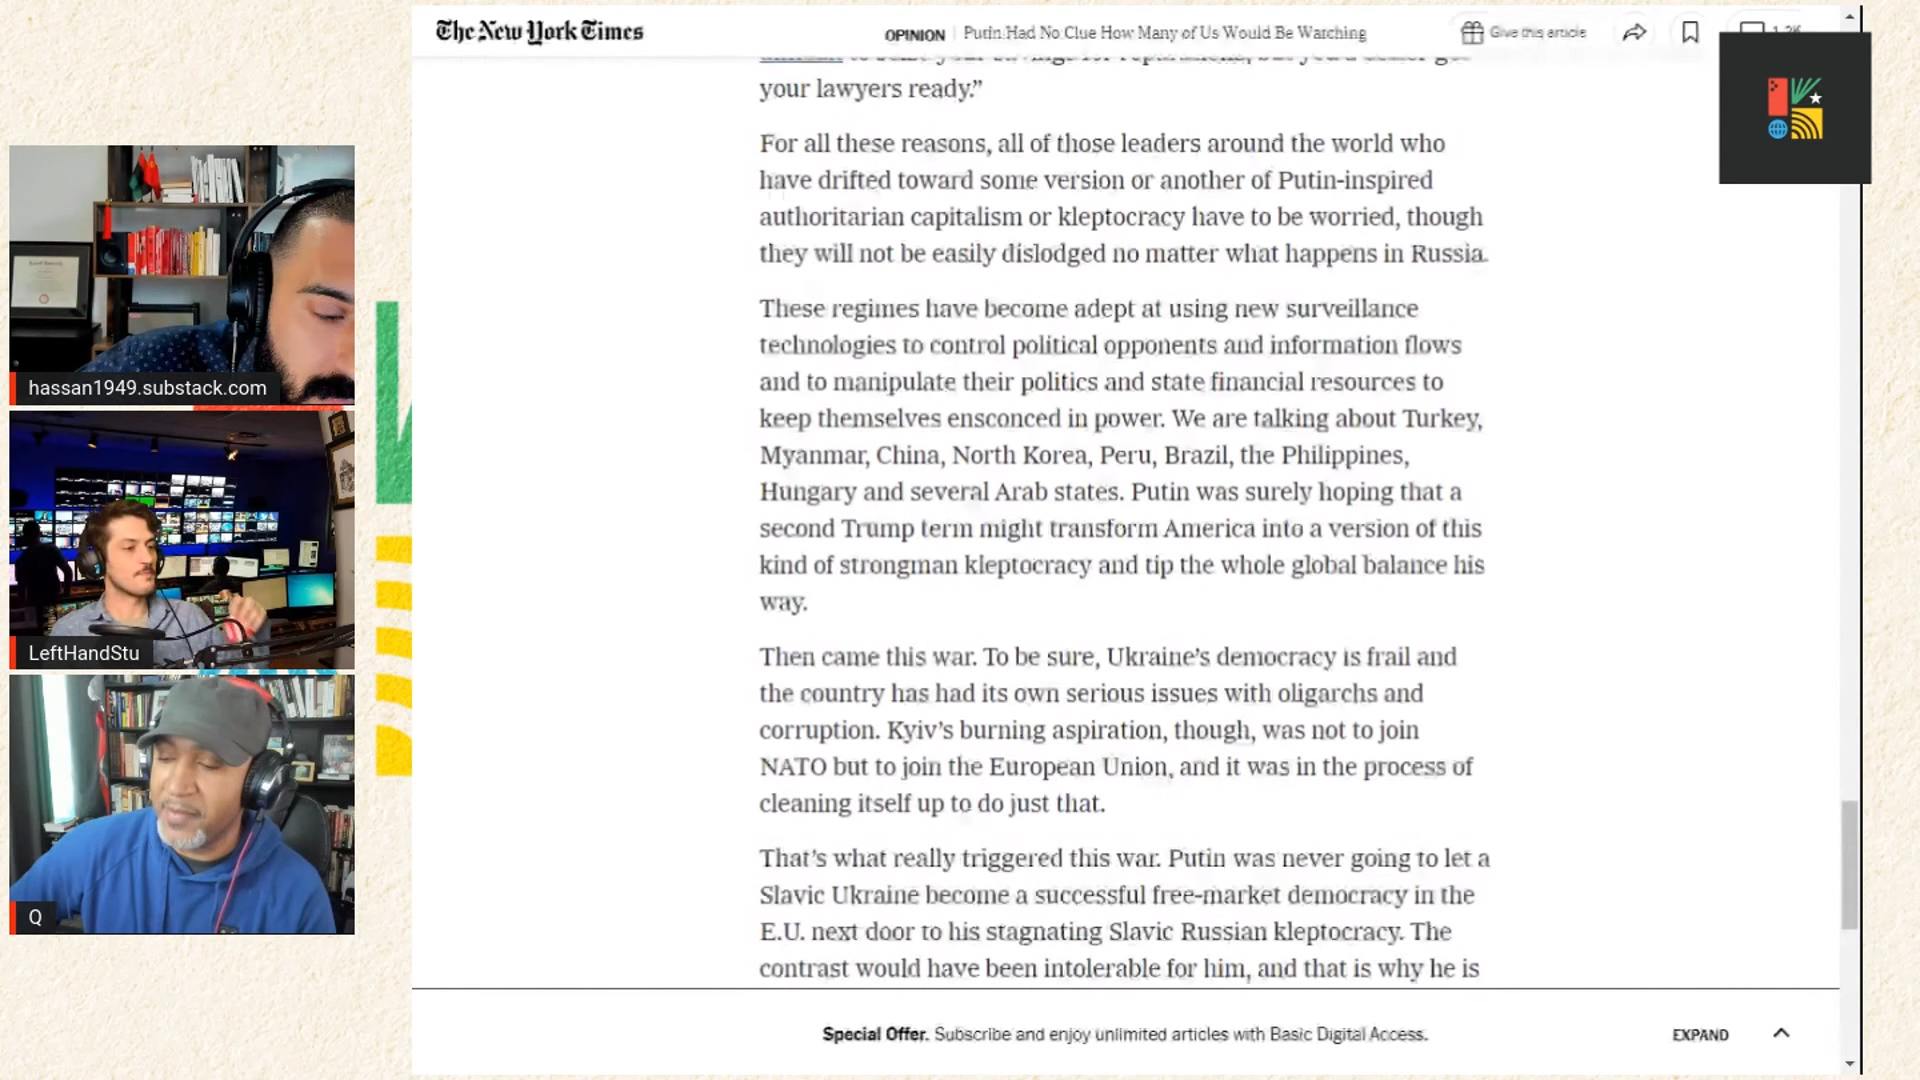 The New York Times
OPINION
Putin Had No Clue How Many of Us Would Be Watching
Give this article
your lawyers ready.”
For all these reasons, all of those leaders around the world who
have drifted toward some version or another of Putin-inspired
authoritarian capitalism or kleptocracy have to be worried, though
they will not be easily dislodged no matter what happens in Russia.
These regimes have become adept at using new surveillance
technologies to control political opponents and information flows
and to manipulate their politics and state financial resources to
keep themselves ensconced in power. We are talking about Turkey,
Myanmar, China, North Korea, Peru, Brazil, the Philippines,
Hungary and several Arab states. Putin was surely hoping that a
second Trump term might transform America into a version of this
kind of strongman kleptocracy and tip the whole global balance his
way.
Then came this war. To be sure, Ukraine’s democracy is frail and
the country has had its own serious issues with oligarchs and
corruption. Kyiv’s burning aspiration, though, was not to join
NATO but to join the European Union, and it was in the process of
cleaning itself up to do just that.
That’s what really triggered this war. Putin was never going to let a
Slavic Ukraine become a successful free-market democracy in the
E.U. next door to his stagnating Slavic Russian kleptocracy. The
contrast would have been intolerable for him, and that is why he is
Special Offer. Subscribe and enjoy unlimited articles with Basic Digital Access.
EXPAND
hassan1949.substack.com
LeftHandStu
Q